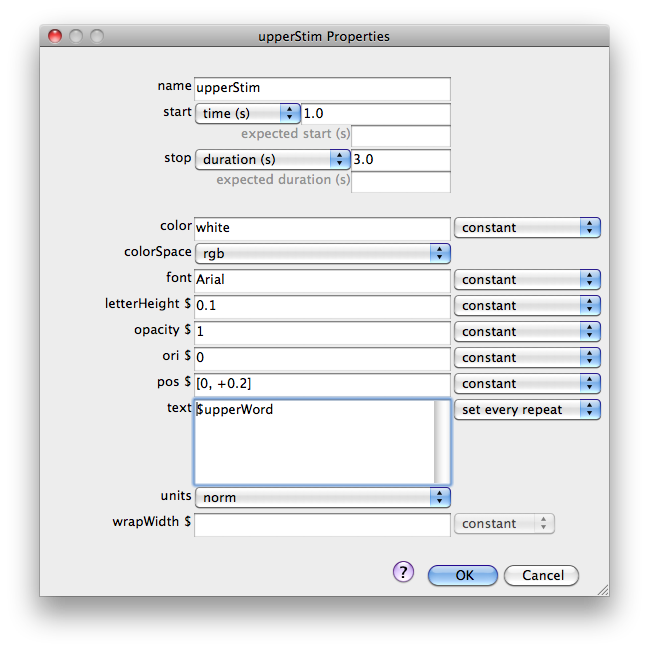 upperStim Properties
name upperStim
start time (s) 1.0
expected start (s)
stop duration (s) 3.0
expected duration (s)
color white constant
colorSpace rgb
font Arial constant
letterHeight $ 0.1 constant
opacity $ 1 constant
ori $ 0 constant
pos $ [0, +0.2] constant
text $upperWord set every repeat
units norm
wrapWidth $ constant
? OK Cancel